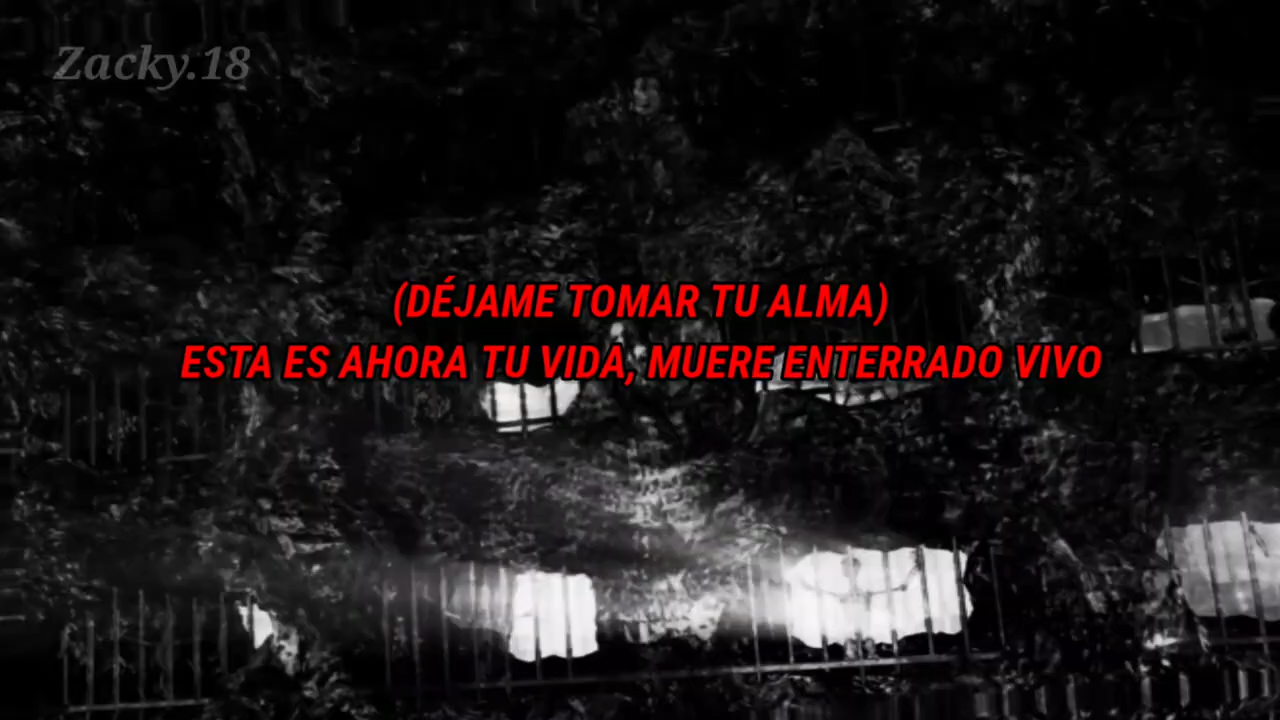 Zacky.18
(DÉJAME TOMAR TU ALMA)
ESTA ES AHORA TU VIDA, MUERE ENTERRADO VIVO